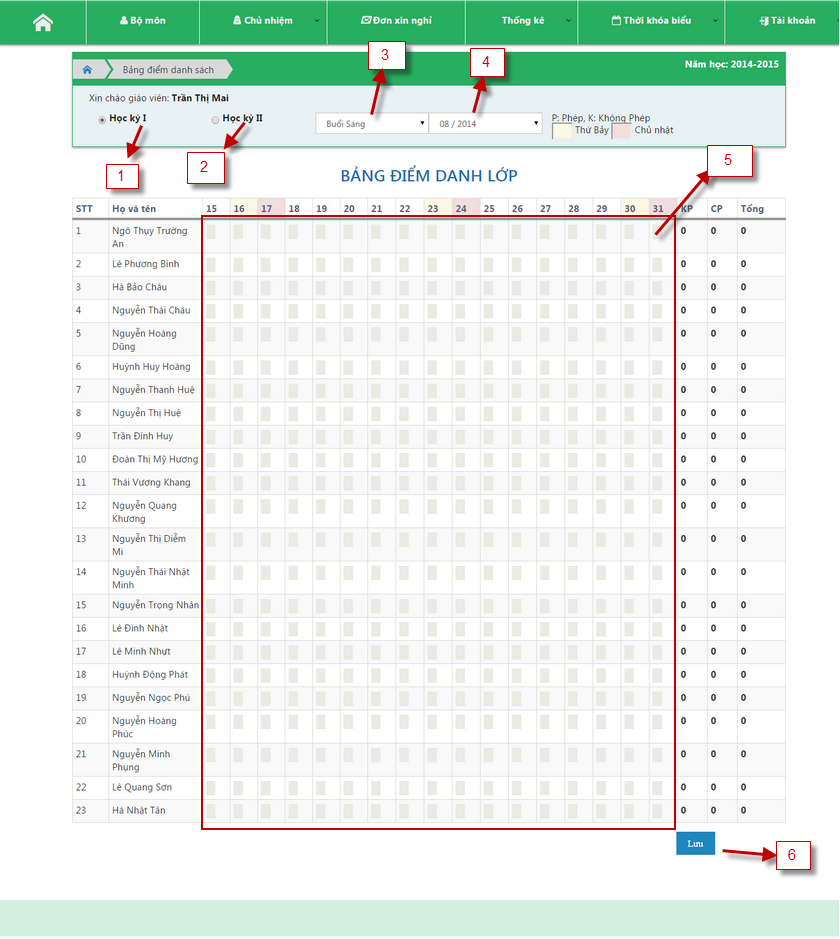 Bộ môn Chủ nhiệm Đơn xin nghỉ Thống kê Thời khóa biểu Tài khoản
3
4
Bảng điểm danh sách
Năm học: 2014-2015
Xin chào giáo viên: Trần Thị Mai
Học kỳ I Học kỳ II Buổi Sáng 08 / 2014
P: Phép, K: Không Phép
Thứ Bảy Chủ nhật
1
2
5
BẢNG ĐIỂM DANH LỚP
STT Họ và tên 15 16 17 18 19 20 21 22 23 24 25 26 27 28 29 30 31 KP CP Tổng
1 Ngô Thụy Trường 0 0 0
An
2 Lê Phương Bình 0 0 0
3 Hà Bảo Châu 0 0 0
4 Nguyễn Thái Châu 0 0 0
5 Nguyễn Hoàng 0 0 0
Dũng
6 Huỳnh Huy Hoàng 0 0 0
7 Nguyễn Thanh Huệ 0 0 0
8 Nguyễn Thị Huệ 0 0 0
9 Trần Đình Huy 0 0 0
10 Đoàn Thị Mỹ Hương 0 0 0
11 Thái Vương Khang 0 0 0
12 Nguyễn Quang 0 0 0
Khương
13 Nguyễn Thị Diễm 0 0 0
Mi
14 Nguyễn Thái Nhật 0 0 0
Minh
15 Nguyễn Trọng Nhân 0 0 0
16 Lê Đình Nhật 0 0 0
17 Lê Minh Nhựt 0 0 0
18 Huỳnh Đông Phát 0 0 0
19 Nguyễn Ngọc Phú 0 0 0
20 Nguyễn Hoàng 0 0 0
Phúc
21 Nguyễn Minh 0 0 0
Phụng
22 Lê Quang Sơn 0 0 0
23 Hà Nhật Tân 0 0 0
Lưu
6